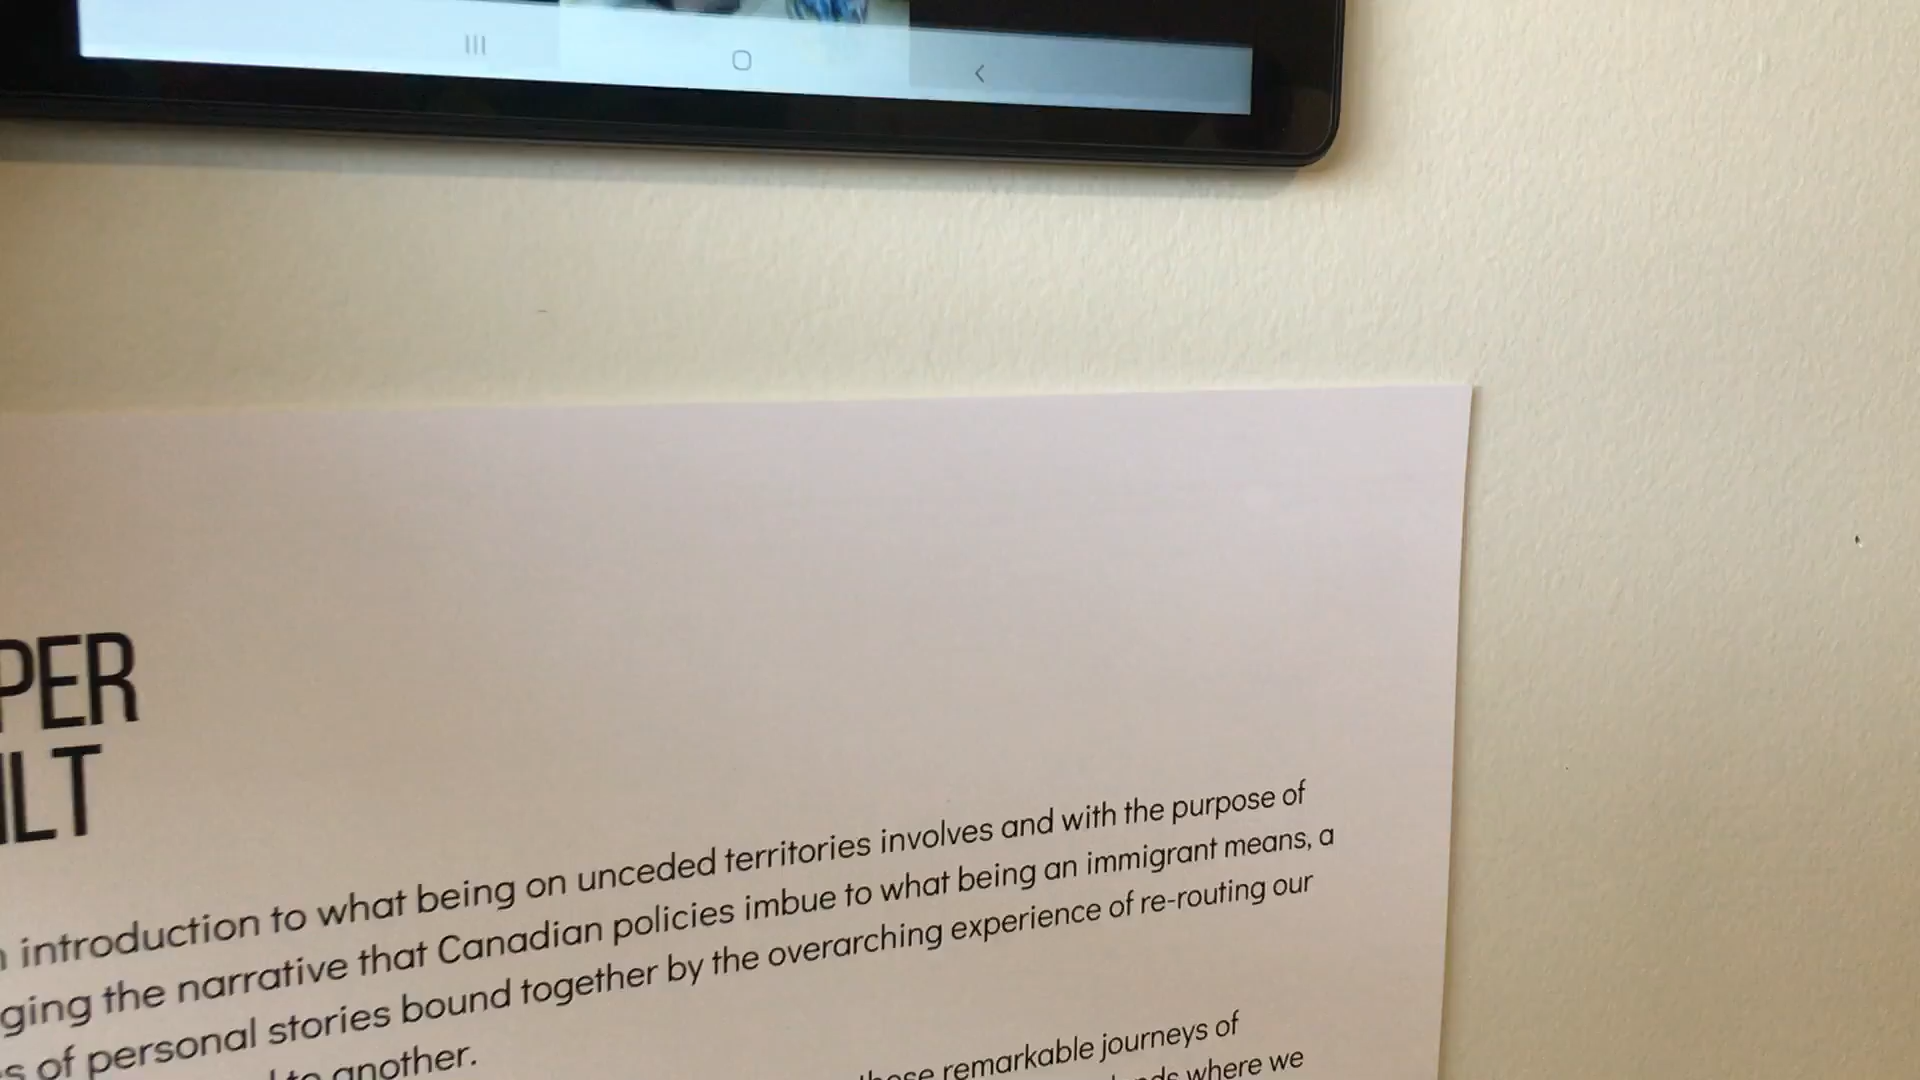 PER
ILT
introduction to what being on unceded territories involves and with the purpose of
ging the narrative that Canadian policies imbue to what being an immigrant means, a
s of personal stories bound together by the overarching experience of re-routing our
to another.
those remarkable journeys of
where we